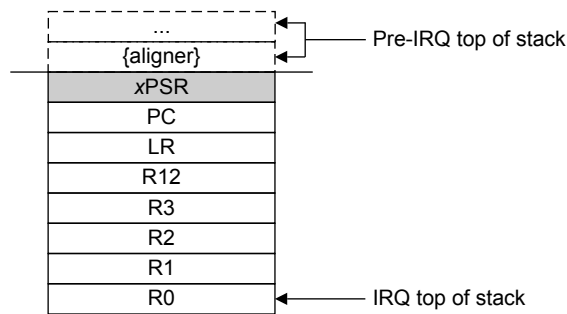 ...
Pre-IRQ top of stack
{aligner}
xPSR
PC
LR
R12
R3
R2
R1
R0
IRQ top of stack